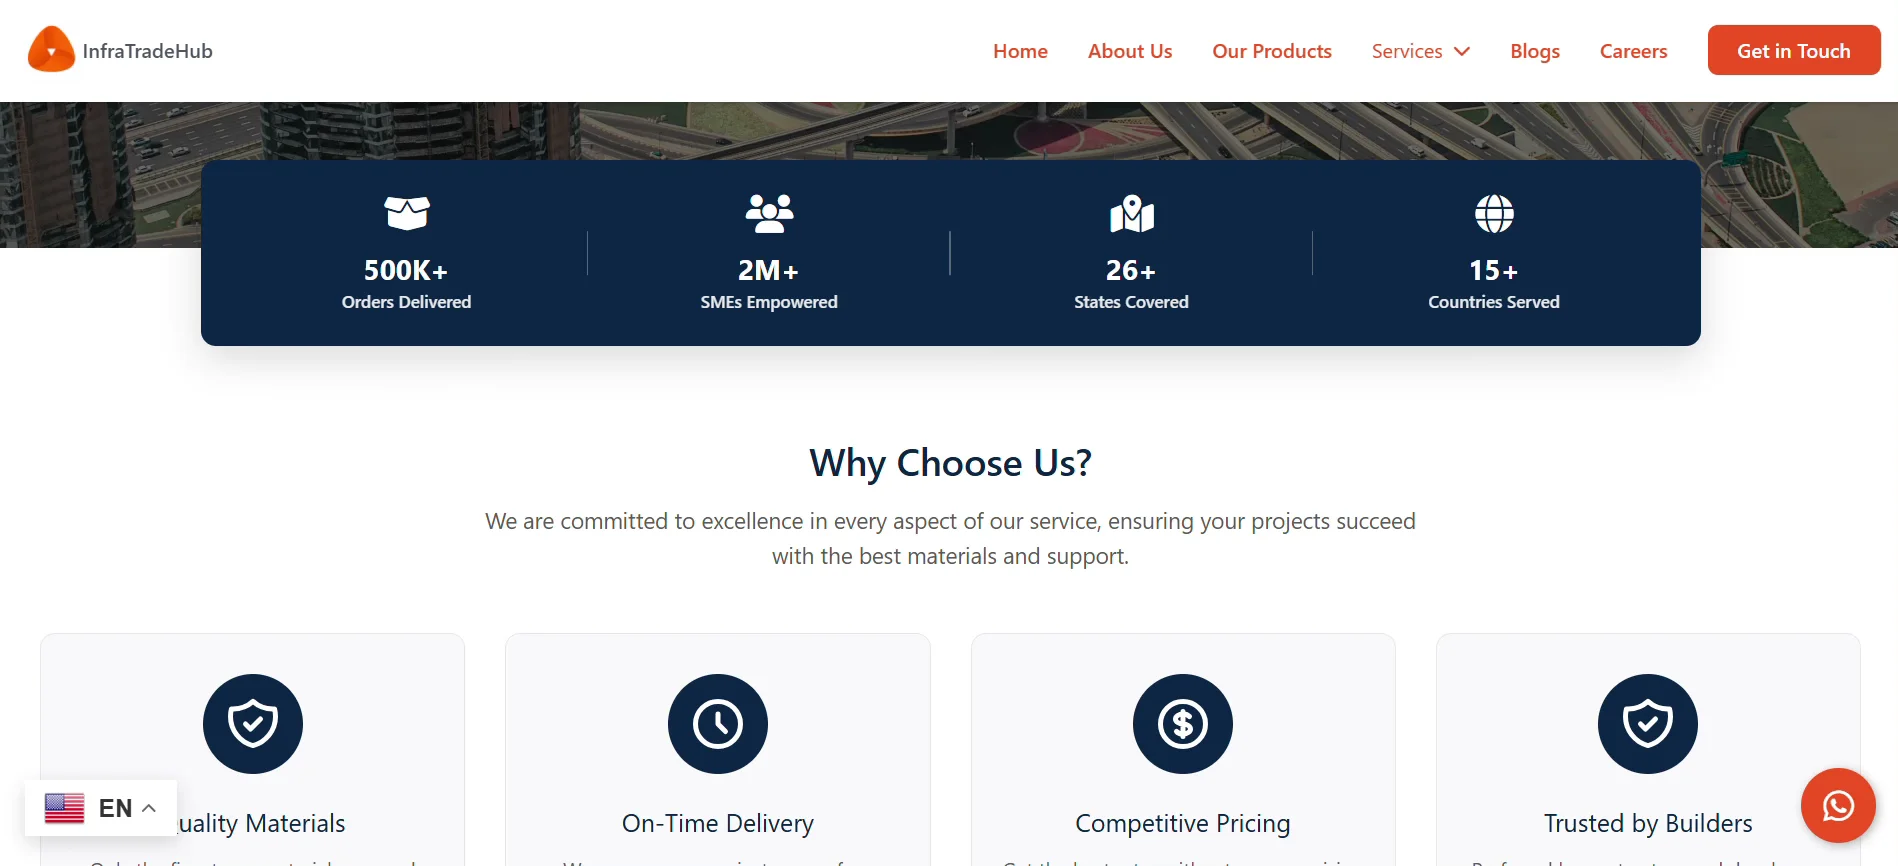 InfraTradeHub
Home About Us Our Products Services Blogs Careers Get in Touch
500K+ 2M+ 26+ 15+
Orders Delivered SMEs Empowered States Covered Countries Served
Why Choose Us?
We are committed to excellence in every aspect of our service, ensuring your projects succeed
with the best materials and support.
EN
uality Materials On-Time Delivery Competitive Pricing Trusted by Builders